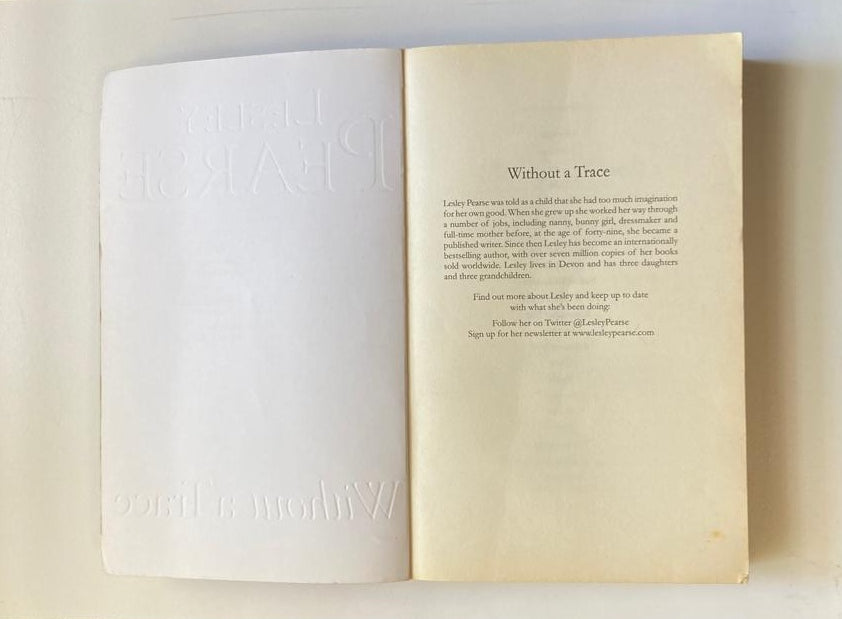 LESLEY
PEARSE
Without a Trace
Without a Trace
Lesley Pearse was told as a child that she had too much imagination
for her own good. When she grew up she worked her way through
a number of jobs, including nanny, bunny girl, dressmaker and
full-time mother before, at the age of forty-nine, she became a
published writer. Since then Lesley has become an internationally
bestselling author, with over seven million copies of her books
sold worldwide. Lesley lives in Devon and has three daughters
and three grandchildren.
Find out more about Lesley and keep up to date
with what she's been doing:
Follow her on Twitter @LesleyPearse
Sign up for her newsletter at www.lesleypearse.com